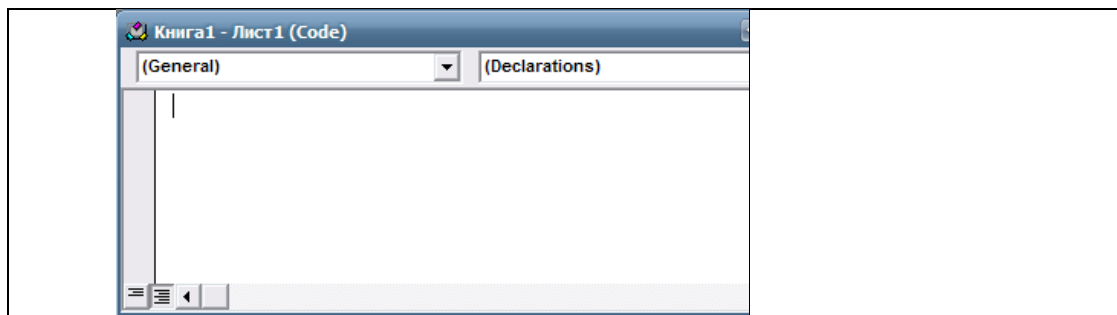 Книга1 - Лист1 (Code)
(General) (Declarations)